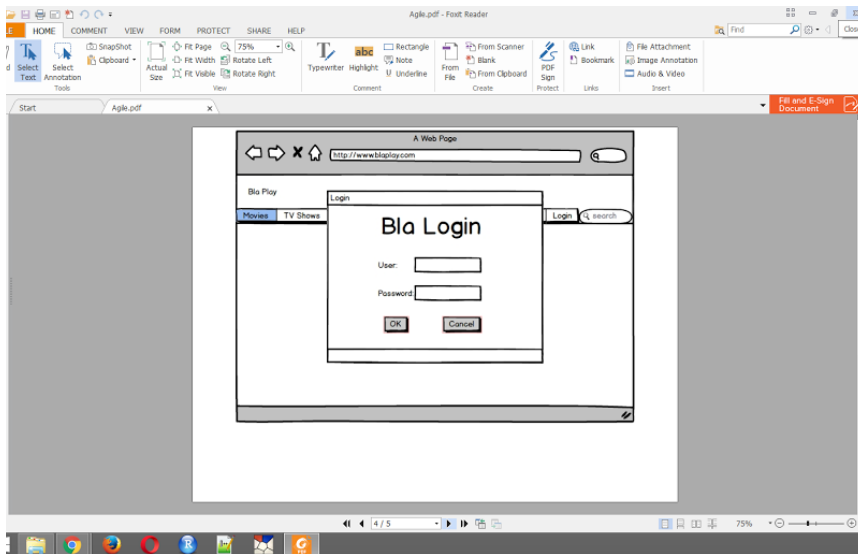 Agile.pdf - Foxit Reader
HOME COMMENT VIEW FORM PROTECT SHARE HELP
Find
Clos
Select Text
Select Annotation
SnapShot
Clipboard
Tools
Actual Size
Fit Page
Fit Width
Fit Visible
75%
Rotate Left
Rotate Right
View
Typewriter
abc
Highlight
Rectangle
Note
U Underline
Comment
From File
From Scanner
Blank
From Clipboard
Create
PDF Sign
Protect
Link
Bookmark
Links
File Attachment
Image Annotation
Audio & Video
Insert
Start
Agile.pdf
Fill and E-Sign Document
A Web Page
http://www.blaplay.com
Bla Play
Movies TV Shows
Login
search
Login
Bla Login
User:
Password:
OK Cancel
4 / 5
75%